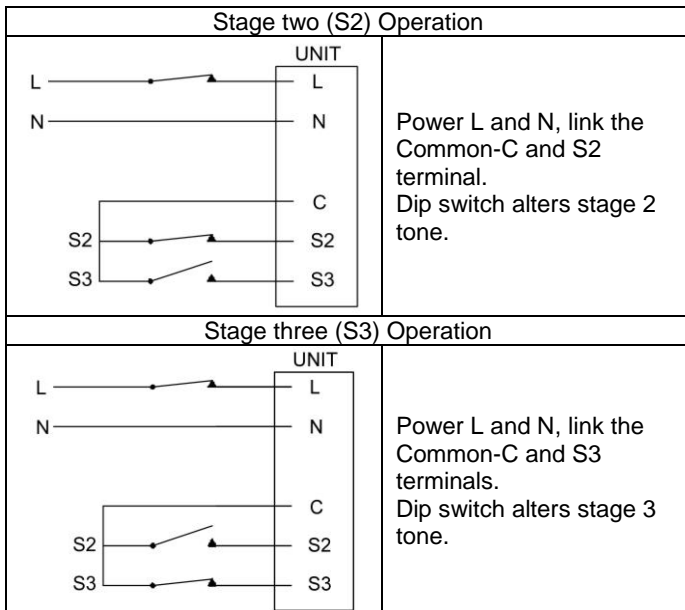 Stage two (S2) Operation
UNIT
L L
N N
C
S2 S2
S3 S3
Power L and N, link the
Common-C and S2
terminal.
Dip switch alters stage 2
tone.
Stage three (S3) Operation
UNIT
L L
N N
C
S2 S2
S3 S3
Power L and N, link the
Common-C and S3
terminals.
Dip switch alters stage 3
tone.